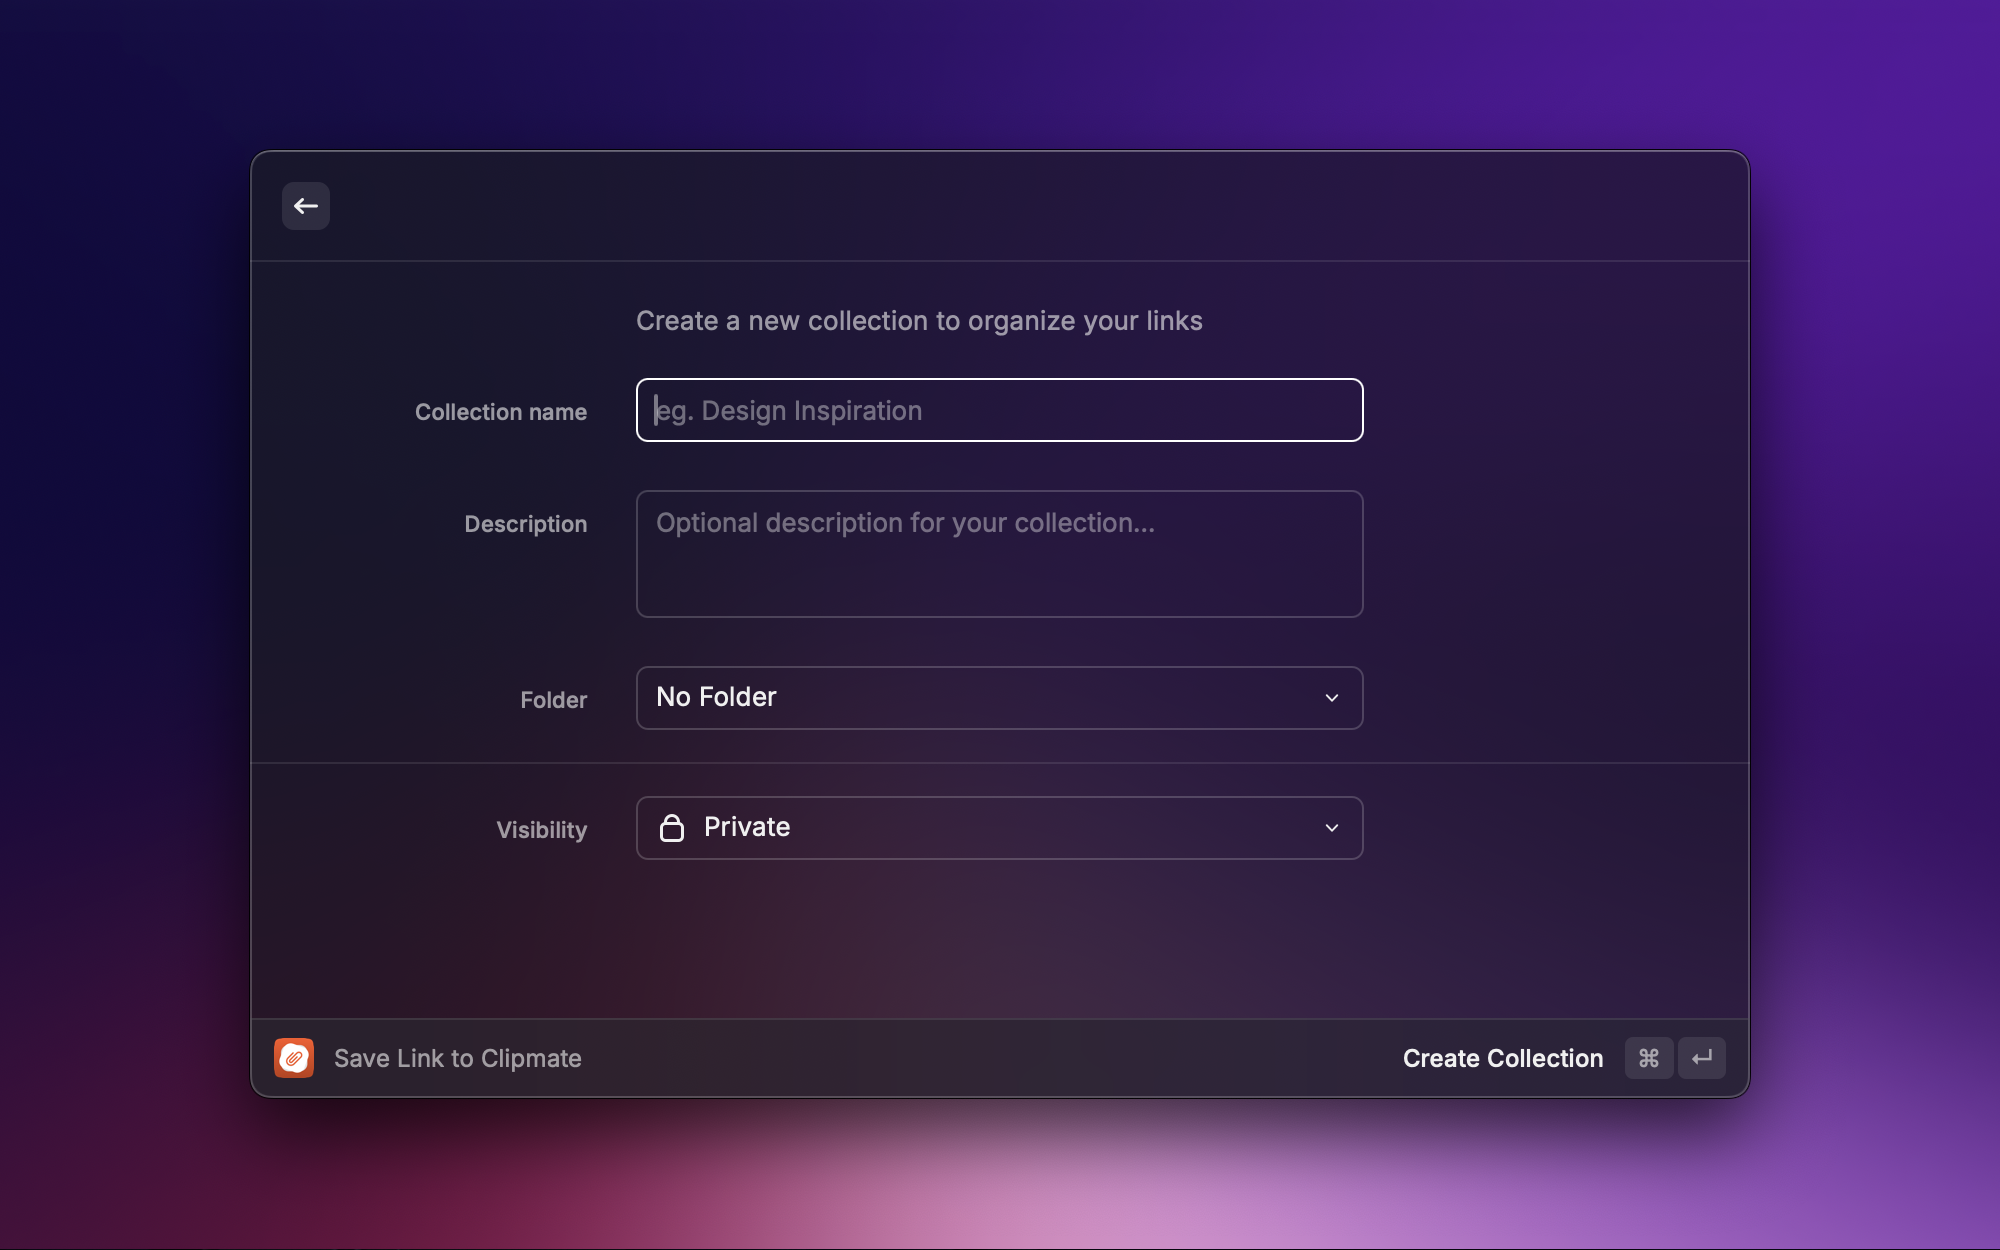 Create a new collection to organize your links
Collection name
eg. Design Inspiration
Description
Optional description for your collection...
Folder
No Folder
Visibility
Private
Save Link to Clipmate
Create Collection ⌘ ↵